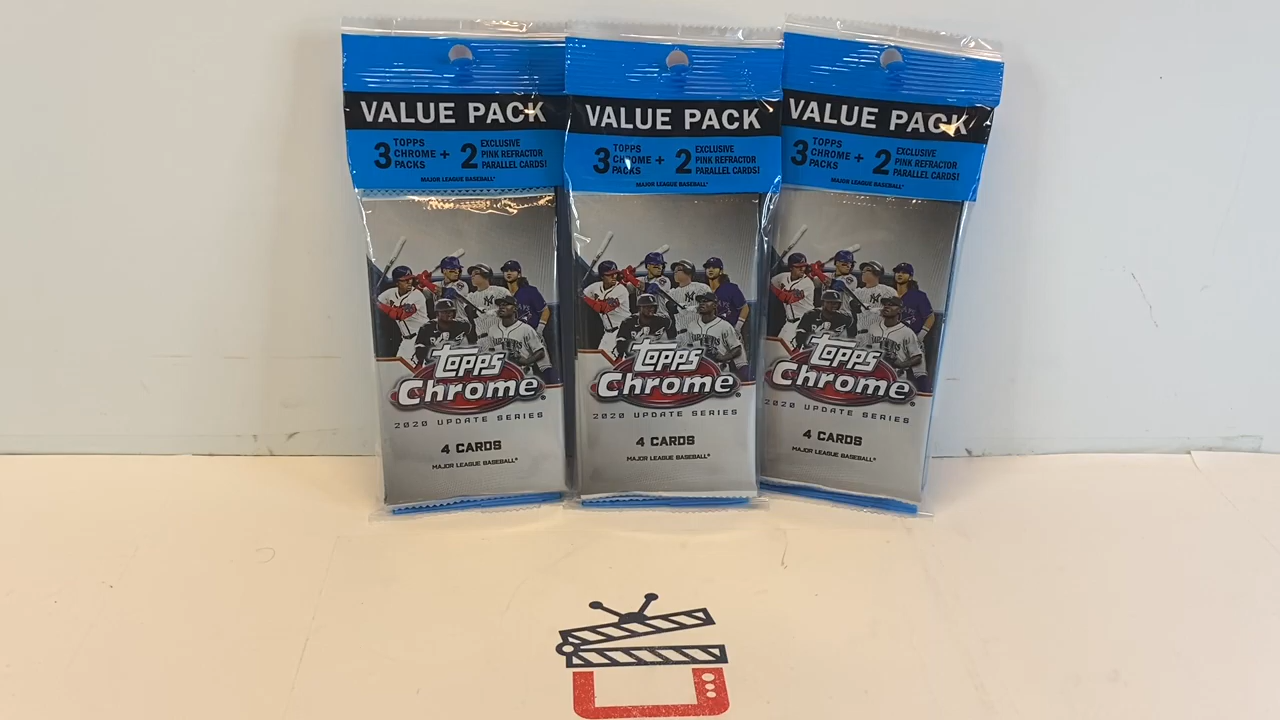 VALUE PACK
3 TOPPS CHROME + PACKS 2 EXCLUSIVE PINK REFRACTOR PARALLEL CARDS!
MAJOR LEAGUE BASEBALL
Topps
Chrome
2020 UPDATE SERIES
4 CARDS
MAJOR LEAGUE BASEBALL
VALUE PACK
3 TOPPS CHROME + PACKS 2 EXCLUSIVE PINK REFRACTOR PARALLEL CARDS!
MAJOR LEAGUE BASEBALL
Topps
Chrome
2020 UPDATE SERIES
4 CARDS
MAJOR LEAGUE BASEBALL
VALUE PACK
3 TOPPS CHROME + PACKS 2 EXCLUSIVE PINK REFRACTOR PARALLEL CARDS!
MAJOR LEAGUE BASEBALL
Topps
Chrome
2020 UPDATE SERIES
4 CARDS
MAJOR LEAGUE BASEBALL